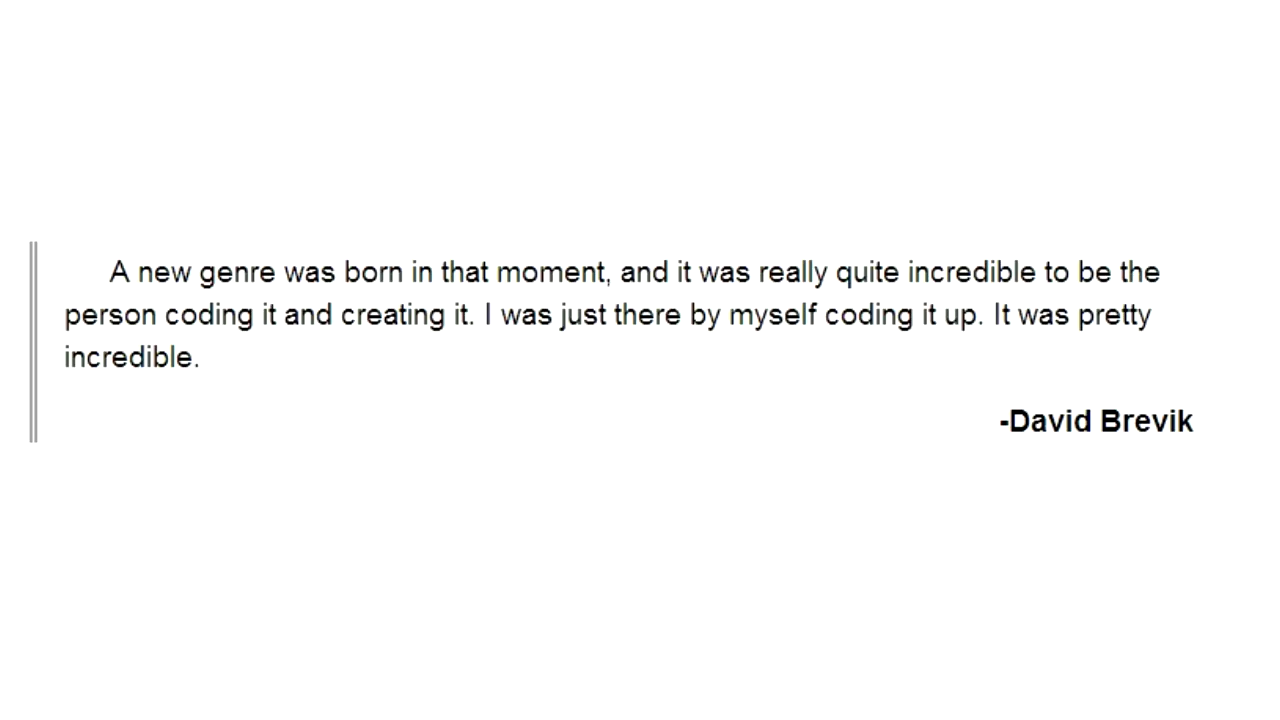 A new genre was born in that moment, and it was really quite incredible to be the
person coding it and creating it. I was just there by myself coding it up. It was pretty
incredible.
-David Brevik